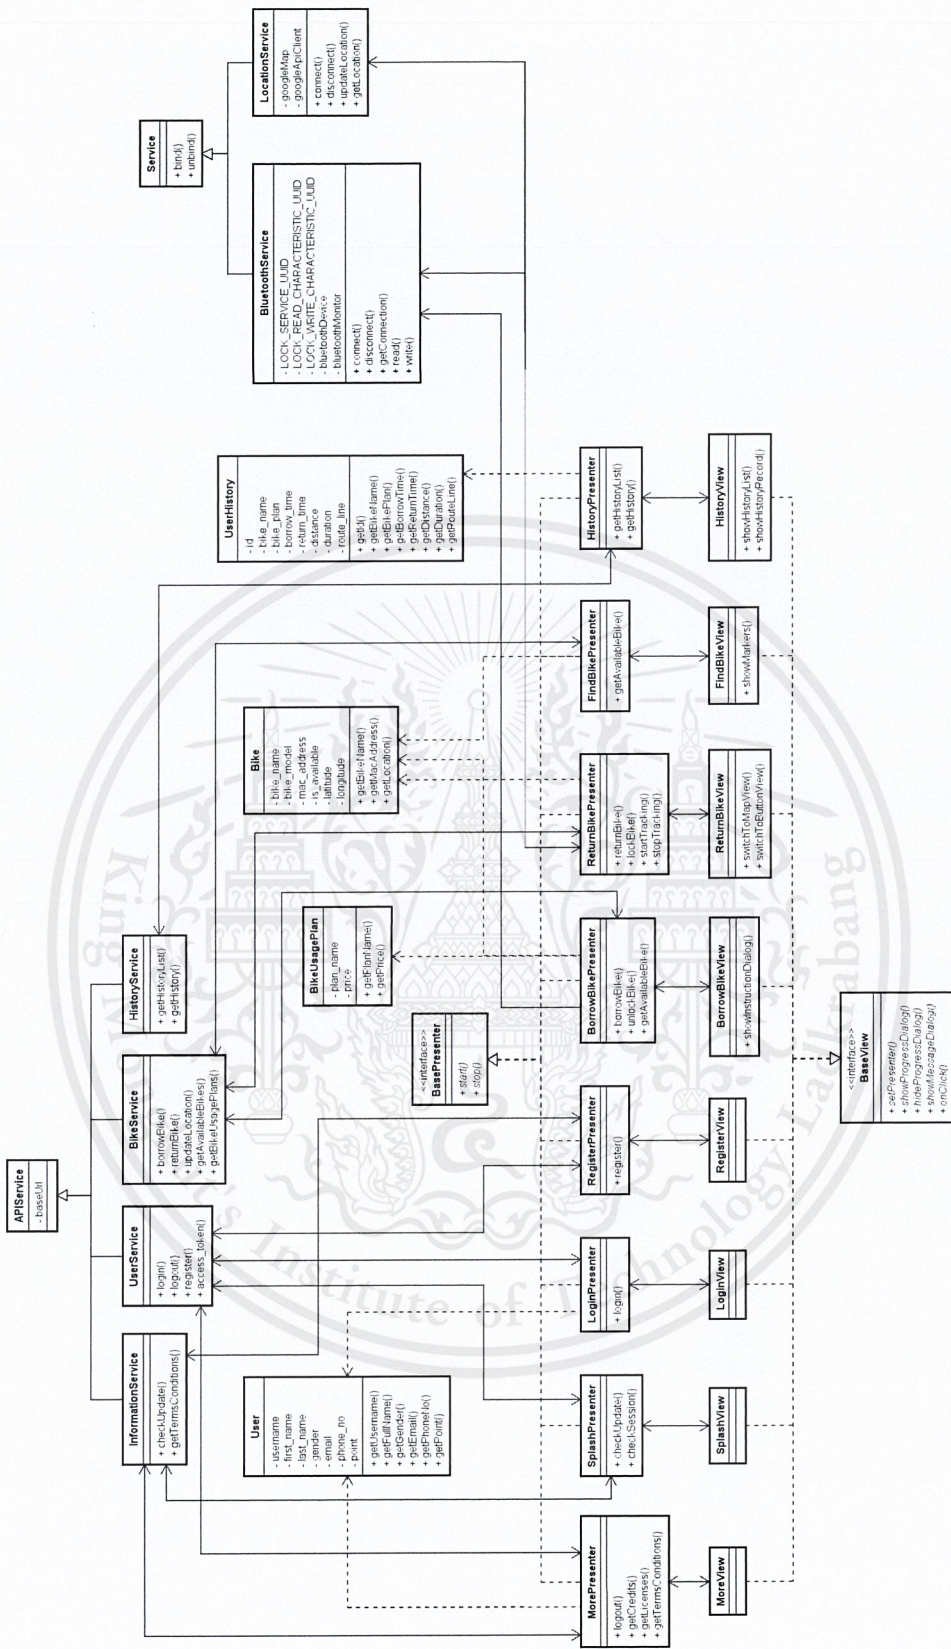 APIService
- baseUrl
InformationService
+ checkUpdate()
+ getTermsConditions()
UserService
+ login()
+ logout()
+ register()
+ access_token()
BikeService
+ borrowBike()
+ returnBike()
+ updateLocation()
+ getAvailableBikes()
+ getBikeUsagePlans()
HistoryService
+ getHistoryList()
+ getHistory()
Service
+ bind()
+ unbind()
BluetoothService
- LOCK_SERVICE_UUID
- LOCK_READ_CHARACTERISTIC_UUID
- LOCK_WRITE_CHARACTERISTIC_UUID
- bluetoothDevice
- bluetoothMonitor
+ connect()
+ disconnect()
+ getConnection()
+ read()
+ write()
LocationService
- googleMap
- googleApiClient
+ connect()
+ disconnect()
+ updateLocation()
+ getLocation()
User
- username
- first_name
- last_name
- gender
- email
- phone_no
- point
+ getUsername()
+ getFullName()
+ getGender()
+ getEmail()
+ getPhoneNo()
+ getPoint()
BikeUsagePlan
- plan_name
- price
+ getPlanName()
+ getPrice()
Bike
- bike_name
- bike_model
- mac_address
- is_available
- latitude
- longitude
+ getBikeName()
+ getMacAddress()
+ getLocation()
UserHistory
- id
- bike_name
- bike_plan
- borrow_time
- return_time
- distance
- duration
- route_line
+ getId()
+ getBikeName()
+ getBikePlan()
+ getBorrowTime()
+ getReturnTime()
+ getDistance()
+ getDuration()
+ getRouteLine()
<<interface>>
BasePresenter
+ start()
+ stop()
MorePresenter
+ logout()
+ getCredits()
+ getLicenses()
+ getTermsConditions()
SplashPresenter
+ checkUpdate()
+ checkSession()
LoginPresenter
+ login()
RegisterPresenter
+ register()
BorrowBikePresenter
+ borrowBike()
+ unlockBike()
+ getAvailableBike()
ReturnBikePresenter
+ returnBike()
+ lockBike()
+ startTracking()
+ stopTracking()
FindBikePresenter
+ getAvailableBike()
HistoryPresenter
+ getHistoryList()
+ getHistory()
MoreView
SplashView
LoginView
RegisterView
BorrowBikeView
+ showInstructionDialog()
ReturnBikeView
+ switchToMapView()
+ switchToButtonView()
FindBikeView
+ showMarkers()
HistoryView
+ showHistoryList()
+ showHistoryRecord()
<<interface>>
BaseView
+ setPresenter()
+ showProgressDialog()
+ hideProgressDialog()
+ showMessageDialog()
+ onClick()
King
Institute of Technology